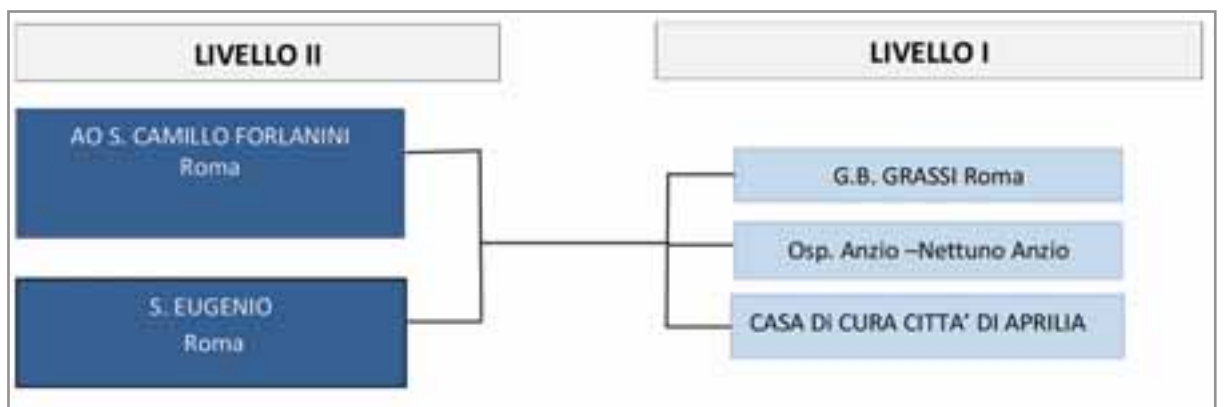 LIVELLO II
LIVELLO I
AO S. CAMILLO FORLANINI
Roma
S. EUGENIO
Roma
G.B. GRASSI Roma
Osp. Anzio –Nettuno Anzio
CASA Di CURA CITTA’ DI APRILIA